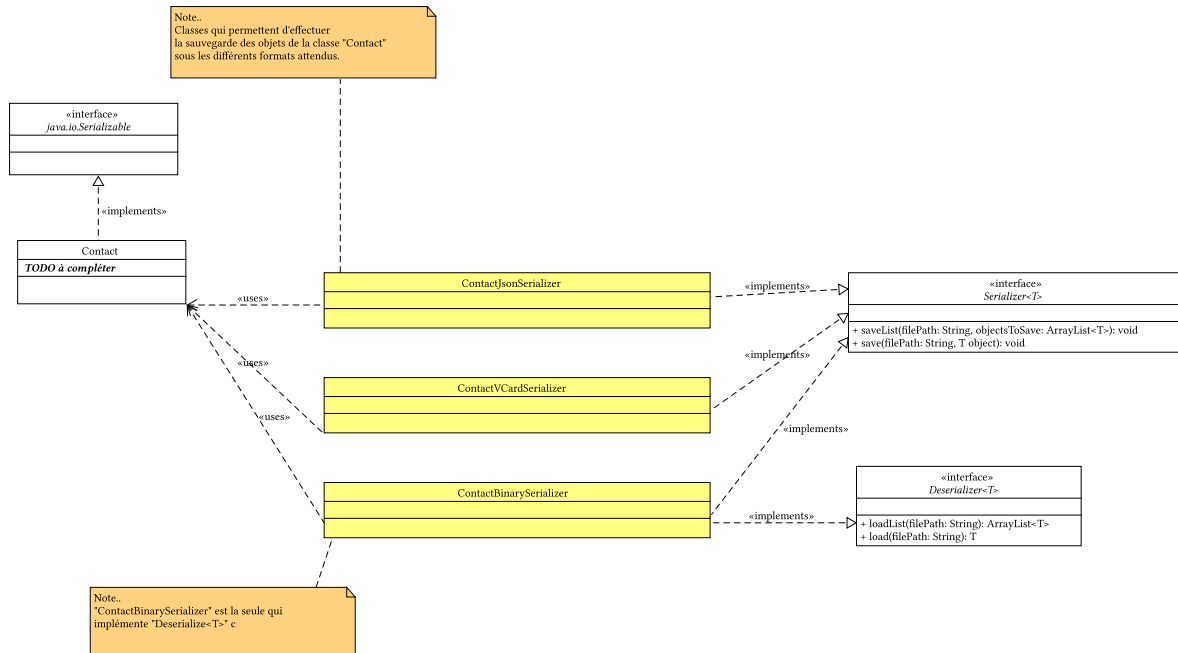 Note..
Classes qui permettent d'effectuer
la sauvegarde des objets de la classe "Contact"
sous les différents formats attendus.
«interface»
java.io.Serializable
«implements»
Contact
TODO à compléter
«uses»
ContactJsonSerializer
«implements»
«interface»
Serializer<T>
+ saveList(filePath: String, objectsToSave: ArrayList<T>): void
+ save(filePath: String, T object): void
«uses»
ContactVCardSerializer
«implements»
«uses»
«implements»
ContactBinarySerializer
«implements»
«interface»
Deserializer<T>
+ loadList(filePath: String): ArrayList<T>
+ load(filePath: String): T
Note..
"ContactBinarySerializer" est la seule qui
implémente "Deserialize<T>" c